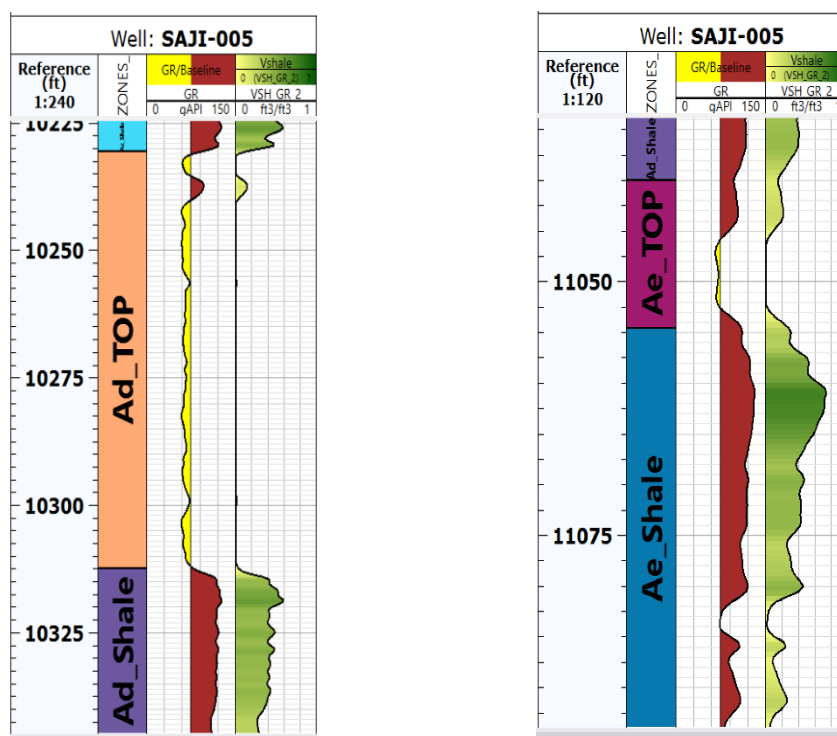 Well: SAJI-005
Reference
(ft)
1:240
ZONES_
GR/Baseline
Vshale
0 (VSH_GR_2) 1
GR
0 gAPI 150
VSH_GR_2
0 ft3/ft3 1
10225
10250
Ad_TOP
10275
10300
10325
Ad_Shale
Well: SAJI-005
Reference
(ft)
1:120
ZONES_
GR/Baseline
Vshale
0 (VSH_GR_2)
GR
0 gAPI 150
VSH_GR_2
0 ft3/ft3 1
Ad_Shale
Ae_TOP
11050
11075
Ae_Shale